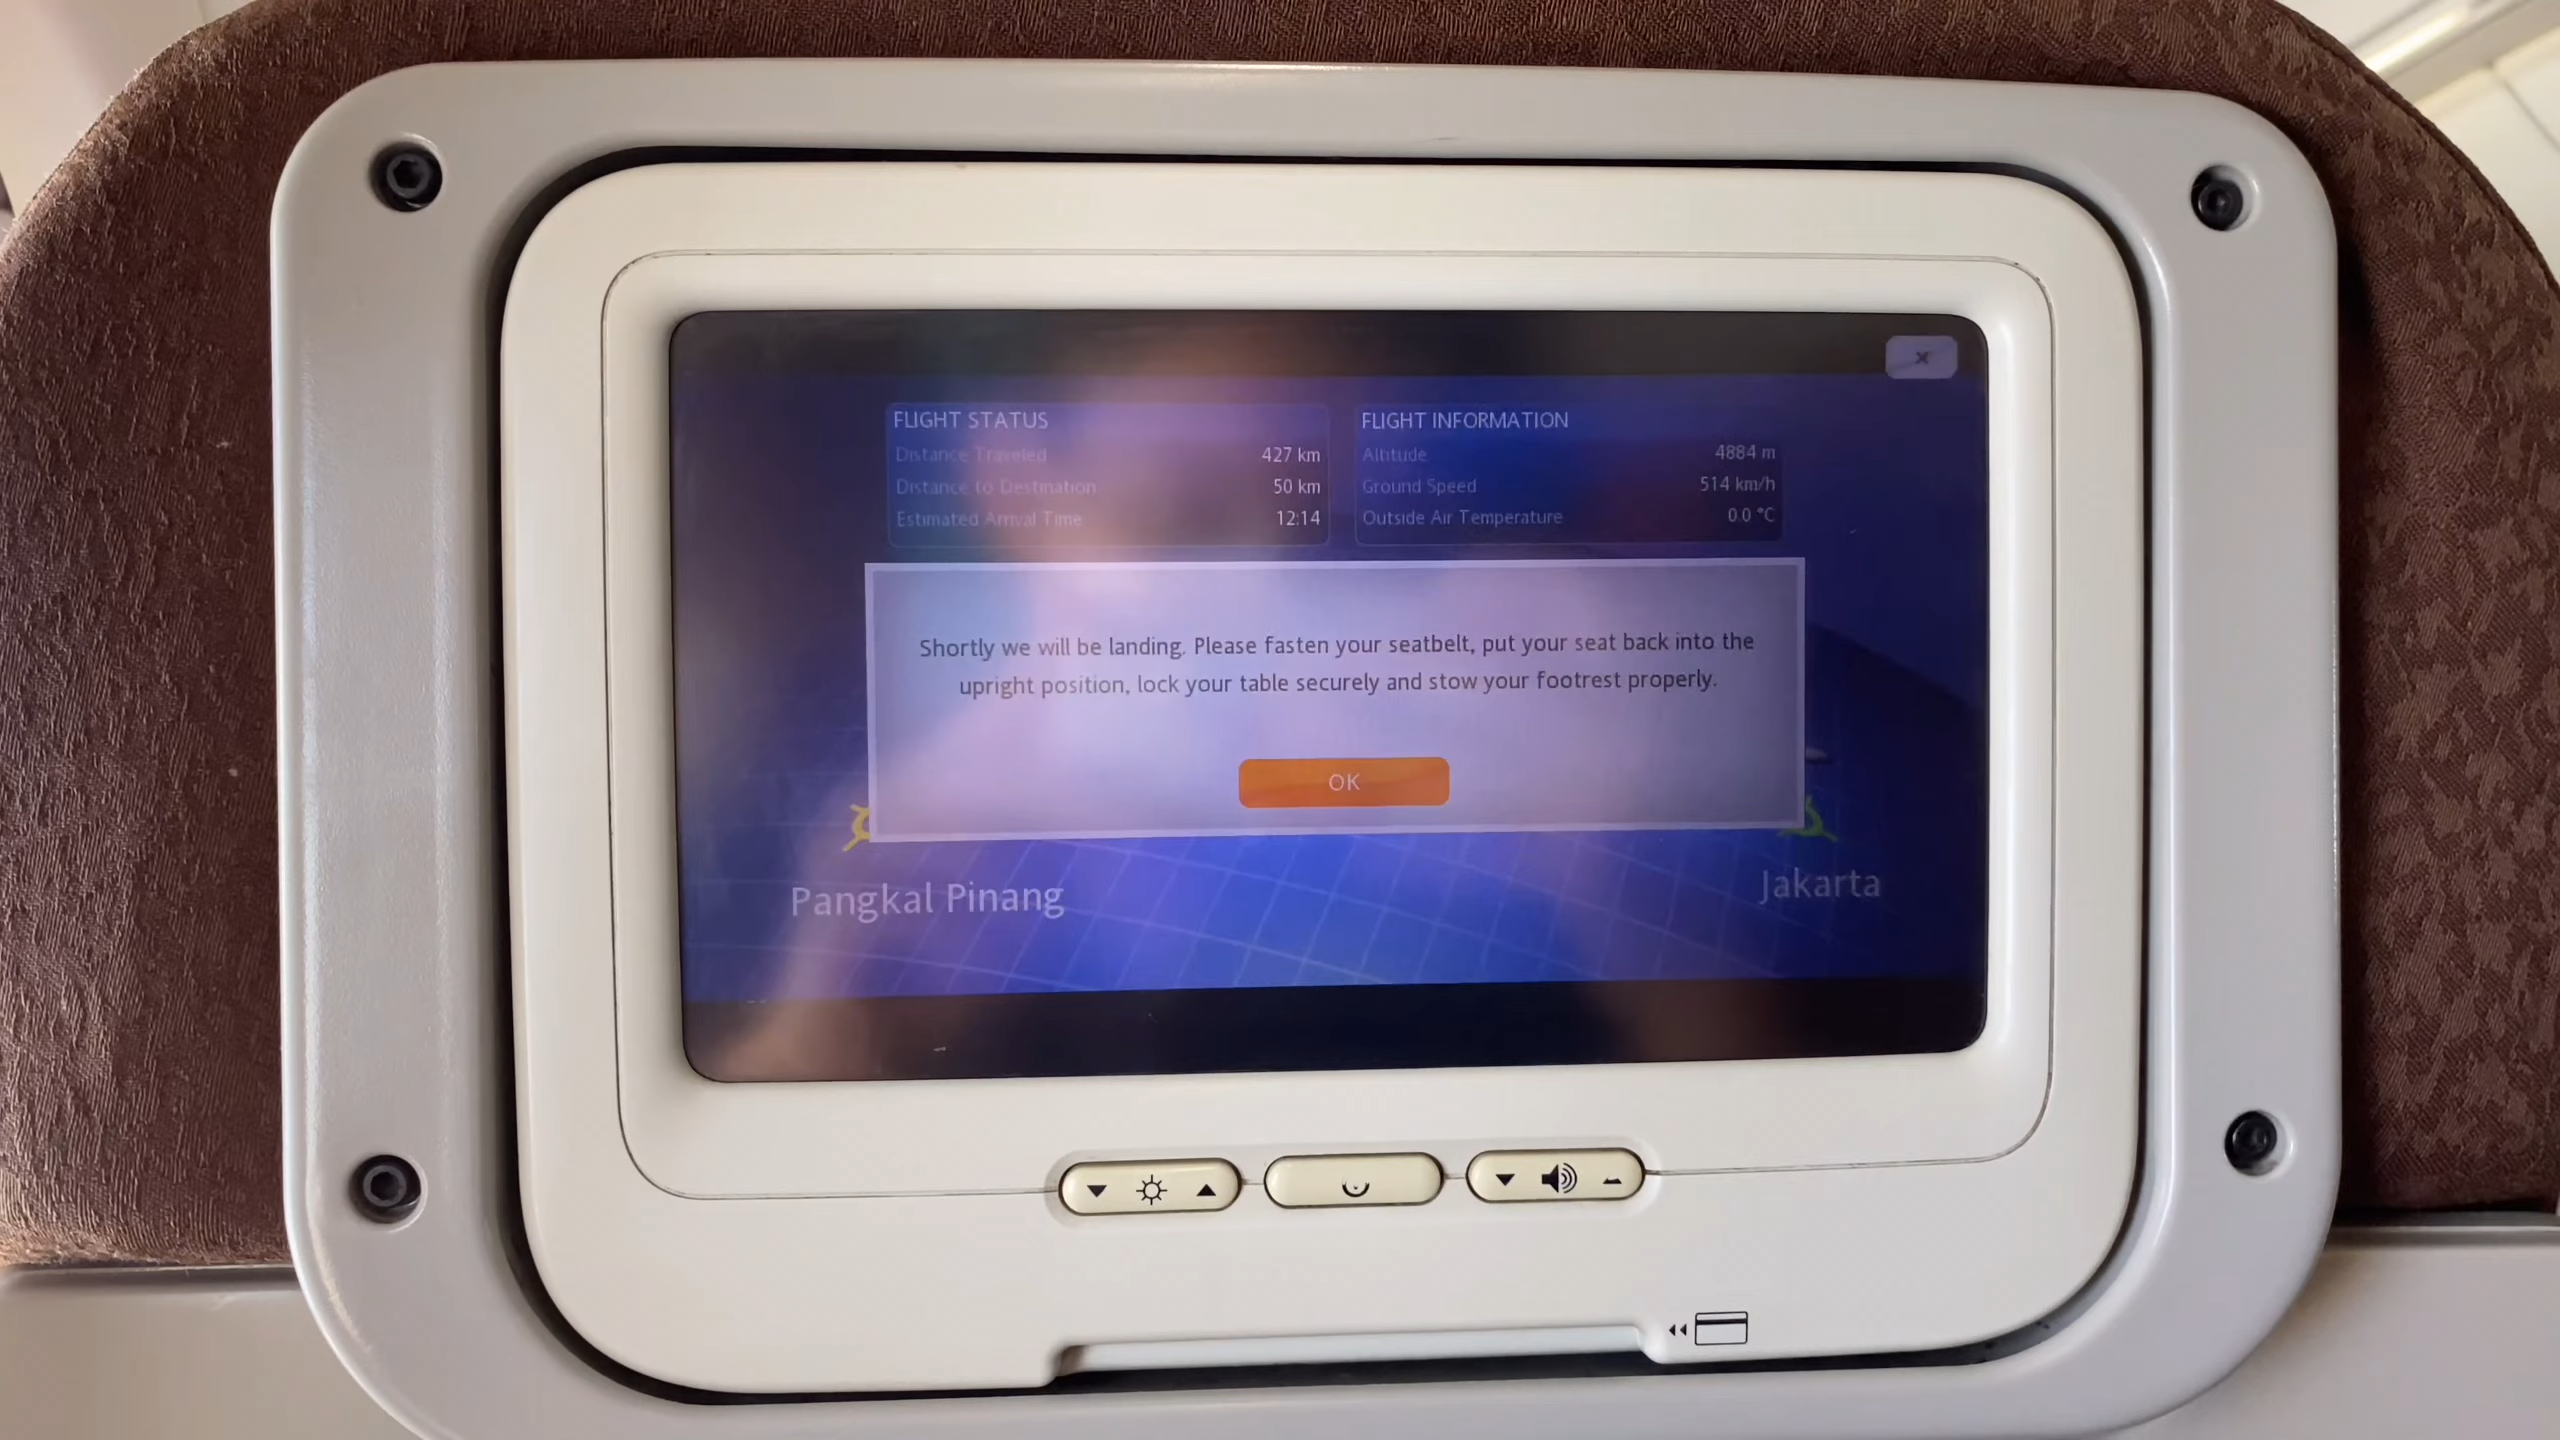 ×
FLIGHT STATUS
Distance Traveled 427 km
Distance to Destination 50 km
Estimated Arrival Time 12:14
FLIGHT INFORMATION
Altitude 4884 m
Ground Speed 514 km/h
Outside Air Temperature 0.0 °C
Shortly we will be landing. Please fasten your seatbelt, put your seat back into the
upright position, lock your table securely and stow your footrest properly.
OK
Pangkal Pinang
Jakarta